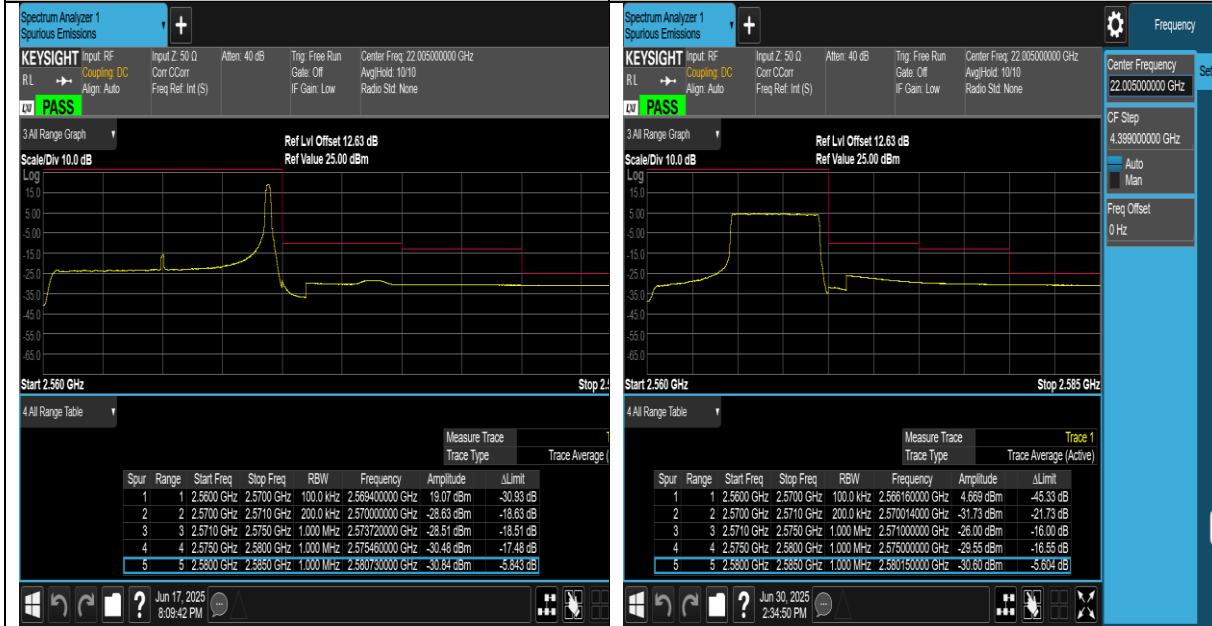 Spectrum Analyzer 1
Spurious Emissions
+
KEYSIGHT Input: RF
RL
Coupling: DC
Align: Auto
Input Z: 50 Ω
Corr CCorr
Freq Ref: Int (S)
Atten: 40 dB
Trig: Free Run
Gate: Off
IF Gain: Low
Center Freq: 22.005000000 GHz
Avg|Hold: 10/10
Radio Std: None
LXI PASS
3 All Range Graph
Ref Lvl Offset 12.63 dB
Scale/Div 10.0 dB
Ref Value 25.00 dBm
Log
15.0
5.00
-5.00
-15.0
-25.0
-35.0
-45.0
-55.0
-65.0
Start 2.560 GHz
Stop 2.5
4 All Range Table
Measure Trace
Trace Type Trace Average (
Spur Range Start Freq Stop Freq RBW Frequency Amplitude ΔLimit
1 1 2.5600 GHz 2.5700 GHz 100.0 kHz 2.569400000 GHz 19.07 dBm -30.93 dB
2 2 2.5700 GHz 2.5710 GHz 200.0 kHz 2.570000000 GHz -28.63 dBm -18.63 dB
3 3 2.5710 GHz 2.5750 GHz 1.000 MHz 2.573720000 GHz -28.51 dBm -18.51 dB
4 4 2.5750 GHz 2.5800 GHz 1.000 MHz 2.575460000 GHz -30.48 dBm -17.48 dB
5 5 2.5800 GHz 2.5850 GHz 1.000 MHz 2.580730000 GHz -30.84 dBm -5.843 dB
?
Jun 17, 2025
8:09:42 PM
Spectrum Analyzer 1
Spurious Emissions
+
KEYSIGHT Input: RF
RL
Coupling: DC
Align: Auto
Input Z: 50 Ω
Corr CCorr
Freq Ref: Int (S)
Atten: 40 dB
Trig: Free Run
Gate: Off
IF Gain: Low
Center Freq: 22.005000000 GHz
Avg|Hold: 10/10
Radio Std: None
LXI PASS
3 All Range Graph
Ref Lvl Offset 12.63 dB
Scale/Div 10.0 dB
Ref Value 25.00 dBm
Log
15.0
5.00
-5.00
-15.0
-25.0
-35.0
-45.0
-55.0
-65.0
Start 2.560 GHz
Stop 2.585 GHz
4 All Range Table
Measure Trace Trace 1
Trace Type Trace Average (Active)
Spur Range Start Freq Stop Freq RBW Frequency Amplitude ΔLimit
1 1 2.5600 GHz 2.5700 GHz 100.0 kHz 2.566160000 GHz 4.669 dBm -45.33 dB
2 2 2.5700 GHz 2.5710 GHz 200.0 kHz 2.570014000 GHz -31.73 dBm -21.73 dB
3 3 2.5710 GHz 2.5750 GHz 1.000 MHz 2.571000000 GHz -26.00 dBm -16.00 dB
4 4 2.5750 GHz 2.5800 GHz 1.000 MHz 2.575000000 GHz -29.55 dBm -16.55 dB
5 5 2.5800 GHz 2.5850 GHz 1.000 MHz 2.580150000 GHz -30.60 dBm -5.604 dB
?
Jun 30, 2025
2:34:50 PM
Frequency
Center Frequency
22.005000000 GHz
Set
CF Step
4.399000000 GHz
Auto
Man
Freq Offset
0 Hz